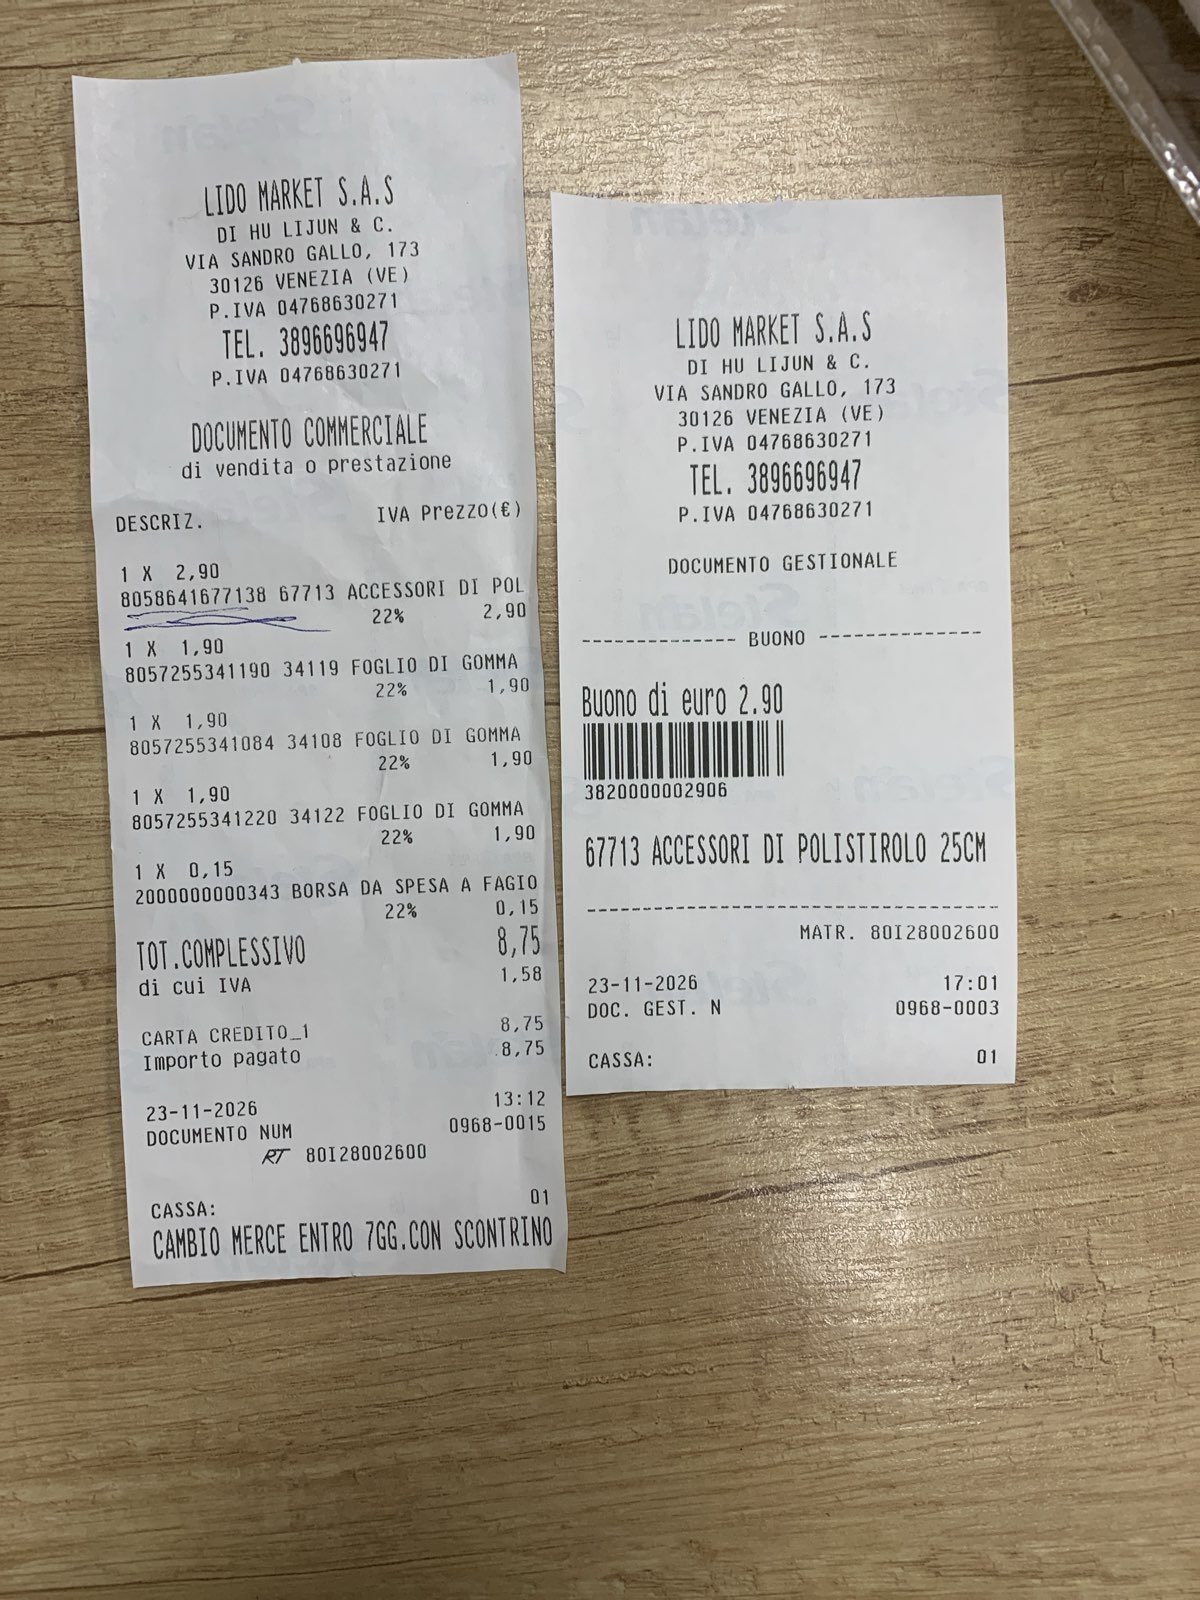 LIDO MARKET S.A.S
DI HU LIJUN & C.
VIA SANDRO GALLO, 173
30126 VENEZIA (VE)
P.IVA 04768630271
TEL. 3896696947
P.IVA 04768630271
DOCUMENTO COMMERCIALE
di vendita o prestazione
DESCRIZ. IVA Prezzo(€)
1 X 2,90
8058641677138 67713 ACCESSORI DI POL
22% 2,90
1 X 1,90
8057255341190 34119 FOGLIO DI GOMMA
22% 1,90
1 X 1,90
8057255341084 34108 FOGLIO DI GOMMA
22% 1,90
1 X 1,90
8057255341220 34122 FOGLIO DI GOMMA
22% 1,90
1 X 0,15
2000000000343 BORSA DA SPESA A FAGIO
22% 0,15
TOT.COMPLESSIVO 8,75
di cui IVA 1,58
CARTA CREDITO_1 8,75
Importo pagato 8,75
23-11-2026 13:12
DOCUMENTO NUM 0968-0015
RT 80I28002600
CASSA: 01
CAMBIO MERCE ENTRO 7GG.CON SCONTRINO
LIDO MARKET S.A.S
DI HU LIJUN & C.
VIA SANDRO GALLO, 173
30126 VENEZIA (VE)
P.IVA 04768630271
TEL. 3896696947
P.IVA 04768630271
DOCUMENTO GESTIONALE
-------------- BUONO --------------
Buono di euro 2.90
3820000002906
67713 ACCESSORI DI POLISTIROLO 25CM
MATR. 80I28002600
23-11-2026 17:01
DOC. GEST. N 0968-0003
CASSA: 01